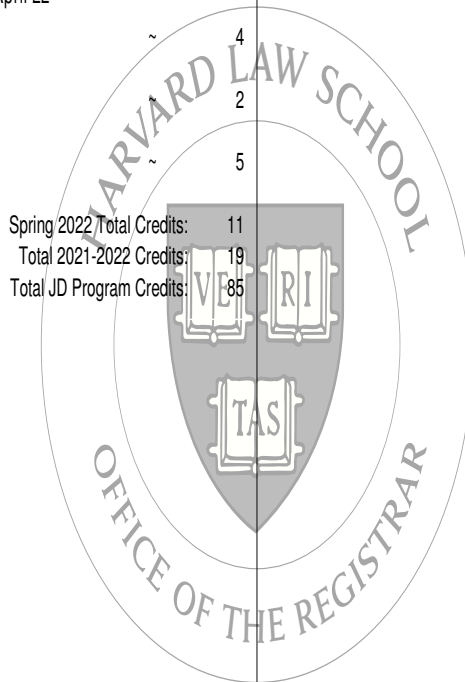 ~ 4
HARVARD LAW SCHOOL
~ 2
~ 5
Spring 2022 Total Credits: 11
Total 2021-2022 Credits: 19
Total JD Program Credits: 85
VE RI
TAS
OFFICE OF THE REGISTRAR